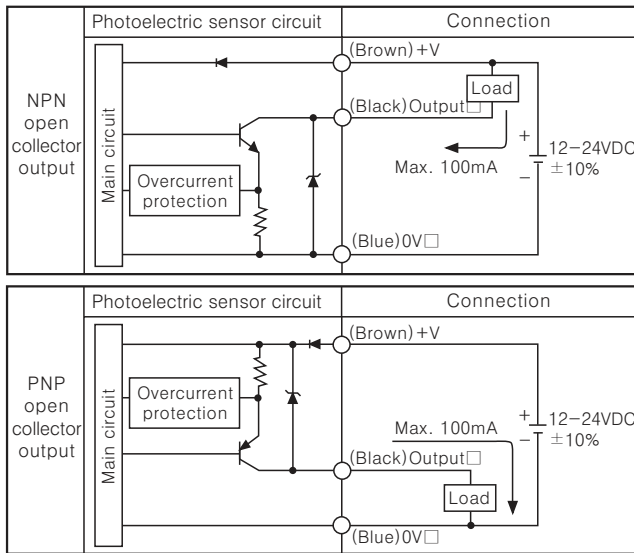 Photoelectric sensor circuit
Connection
NPN
open
collector
output
Main circuit
Overcurrent
protection
(Brown)+V
(Black)Output□
Load
Max. 100mA
+
−
12−24VDC
±10%
(Blue)0V□
Photoelectric sensor circuit
Connection
PNP
open
collector
output
Main circuit
Overcurrent
protection
(Brown)+V
Max. 100mA
+
−
12−24VDC
±10%
(Black)Output□
Load
(Blue)0V□